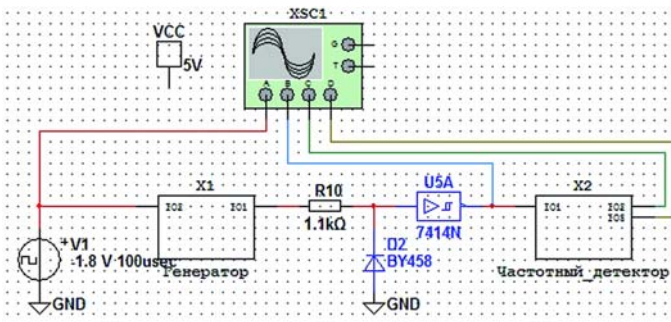 XSC1
VCC
5V
G
T
A B C D
X1
IO2 IO1
R10
1.1kΩ
U5A
7414N
X2
IO1 IO2
IO3
V1
-1.8 V 100usec
Генератор
D2
BY458
Частотный_детектор
GND
GND